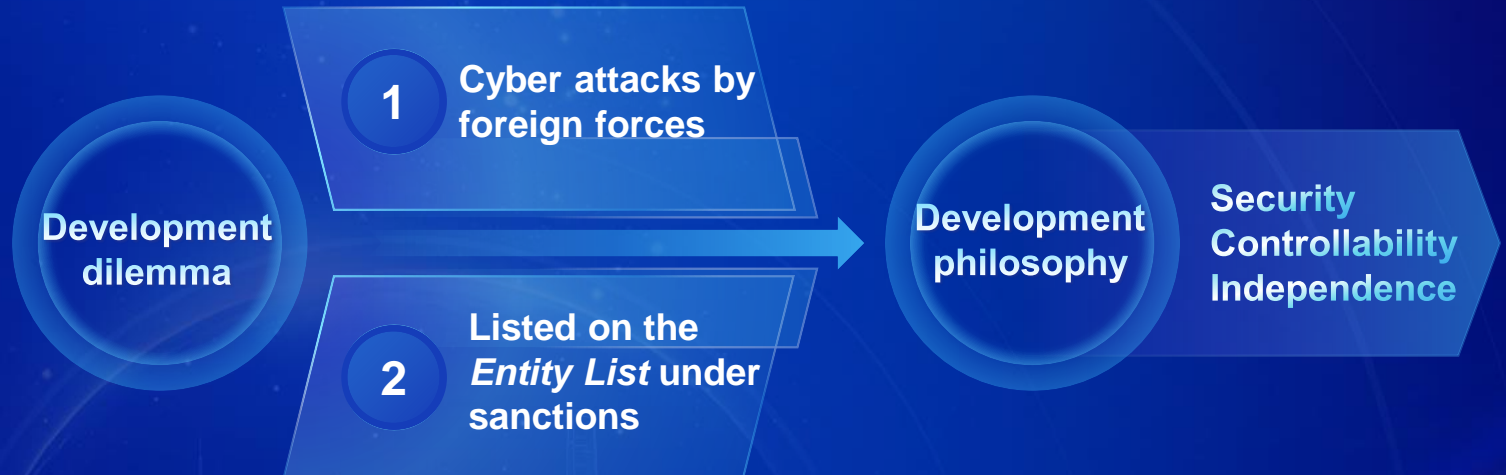 Development
dilemma
1
Cyber attacks by
foreign forces
2
Listed on the
Entity List under
sanctions
Development
philosophy
Security
Controllability
Independence